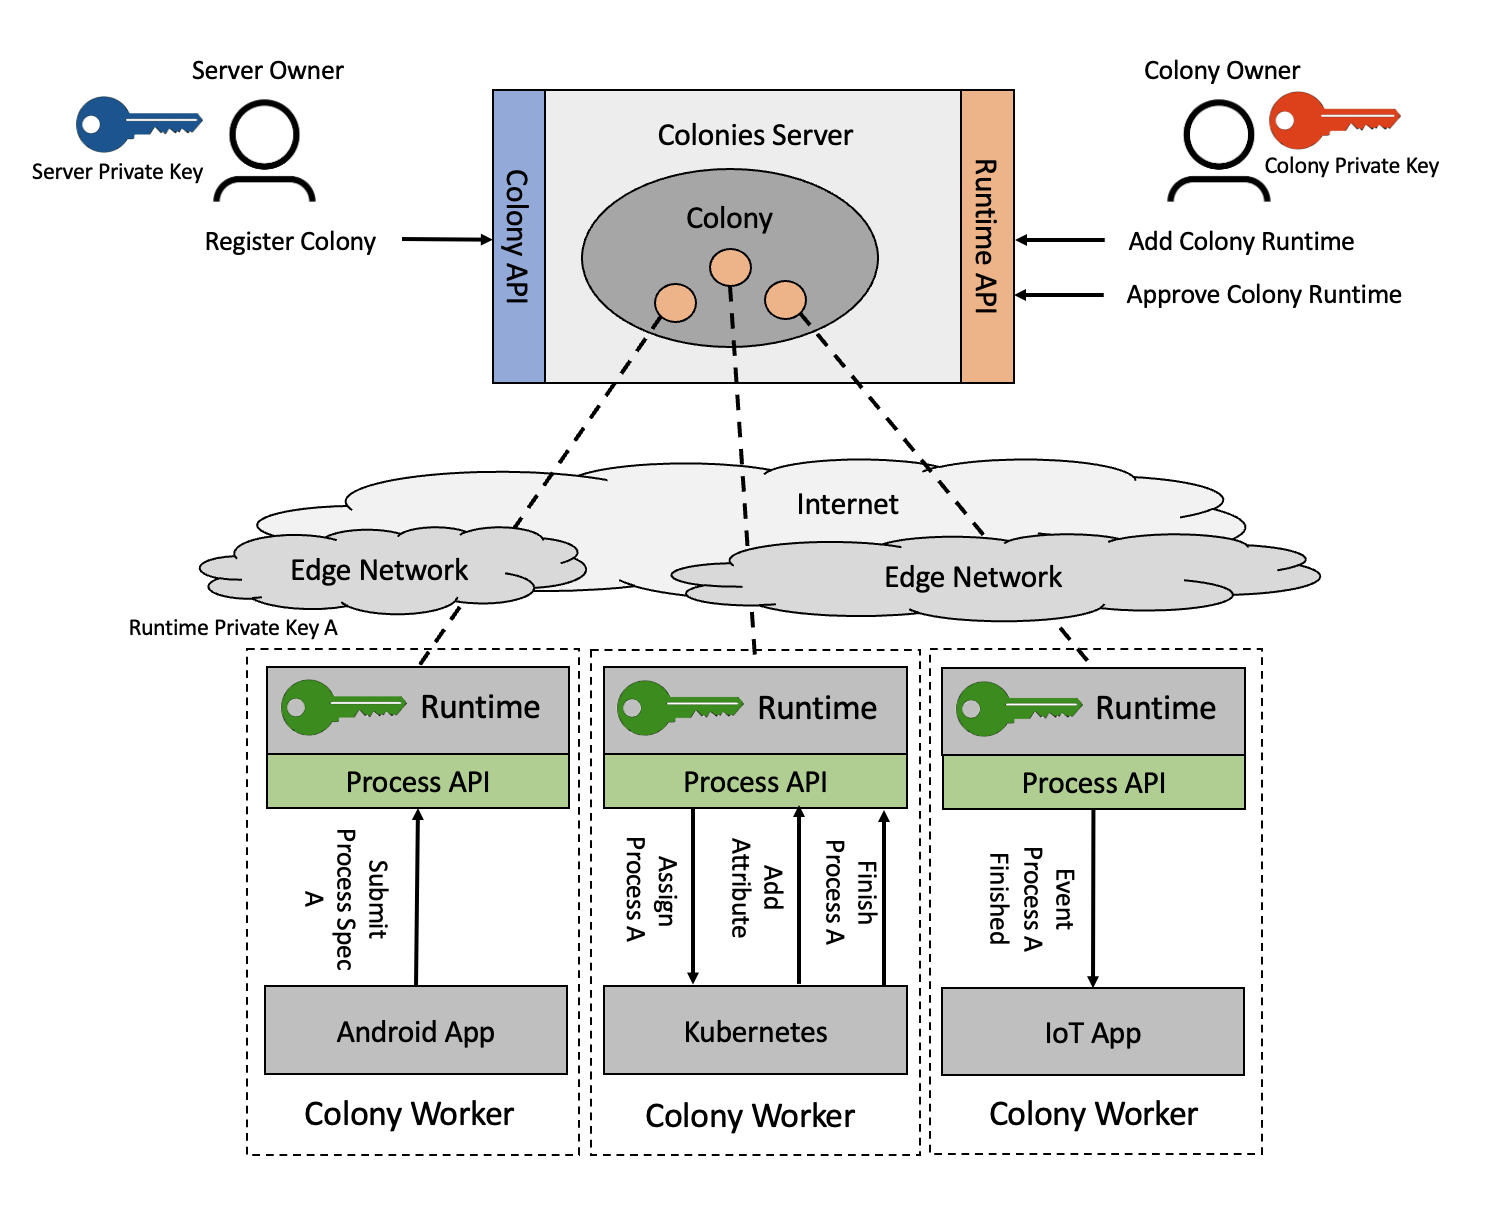 Server Owner
Colony Owner
Server Private Key
Colony Private Key
Colonies Server
Colony API
Colony
Runtime API
Register Colony
Add Colony Runtime
Approve Colony Runtime
Internet
Edge Network
Edge Network
Runtime Private Key A
Runtime
Process API
Submit
Process Spec
A
Android App
Colony Worker
Runtime
Process API
Assign
Process A
Add
Attribute
Finish
Process A
Kubernetes
Colony Worker
Runtime
Process API
Event
Process A
Finished
IoT App
Colony Worker